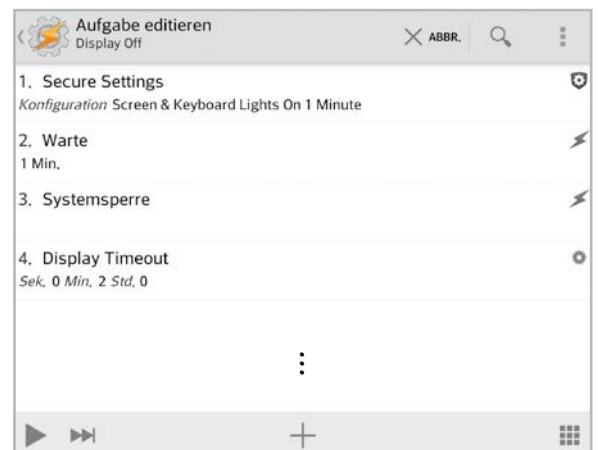 Aufgabe editieren
Display Off
ABBR.
1. Secure Settings
Konfiguration Screen & Keyboard Lights On 1 Minute
2. Warte
1 Min,
3. Systemsperre
4. Display Timeout
Sek, 0 Min, 2 Std, 0